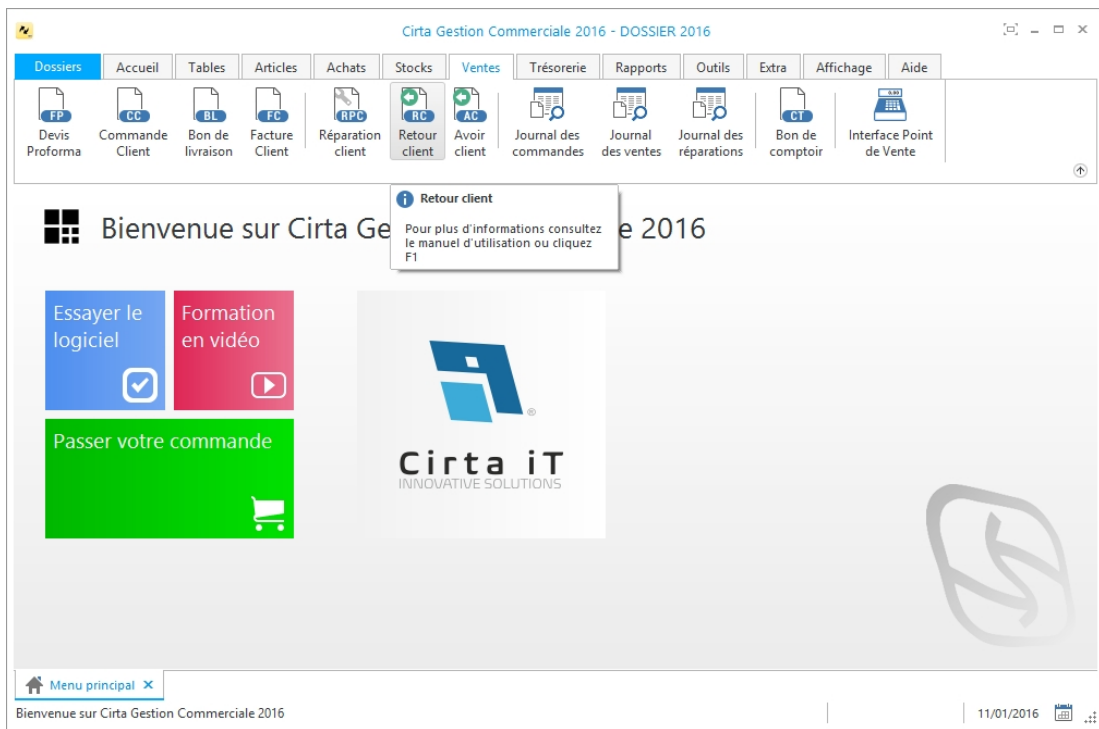 Cirta Gestion Commerciale 2016 - DOSSIER 2016
Dossiers Accueil Tables Articles Achats Stocks Ventes Trésorerie Rapports Outils Extra Affichage Aide
FP CC BL FC RPC RC AC 0.00 CT
Devis Commande Bon de Facture Réparation Retour Avoir Journal des Journal Journal des Bon de Interface Point
Proforma Client livraison Client client client client commandes des ventes réparations comptoir de Vente
Retour client
Pour plus d'informations consultez
le manuel d'utilisation ou cliquez
F1
Bienvenue sur Cirta Ge e 2016
Essayer le
logiciel
Formation
en vidéo
Passer votre commande
Cirta iT
INNOVATIVE SOLUTIONS
Menu principal
Bienvenue sur Cirta Gestion Commerciale 2016 11/01/2016